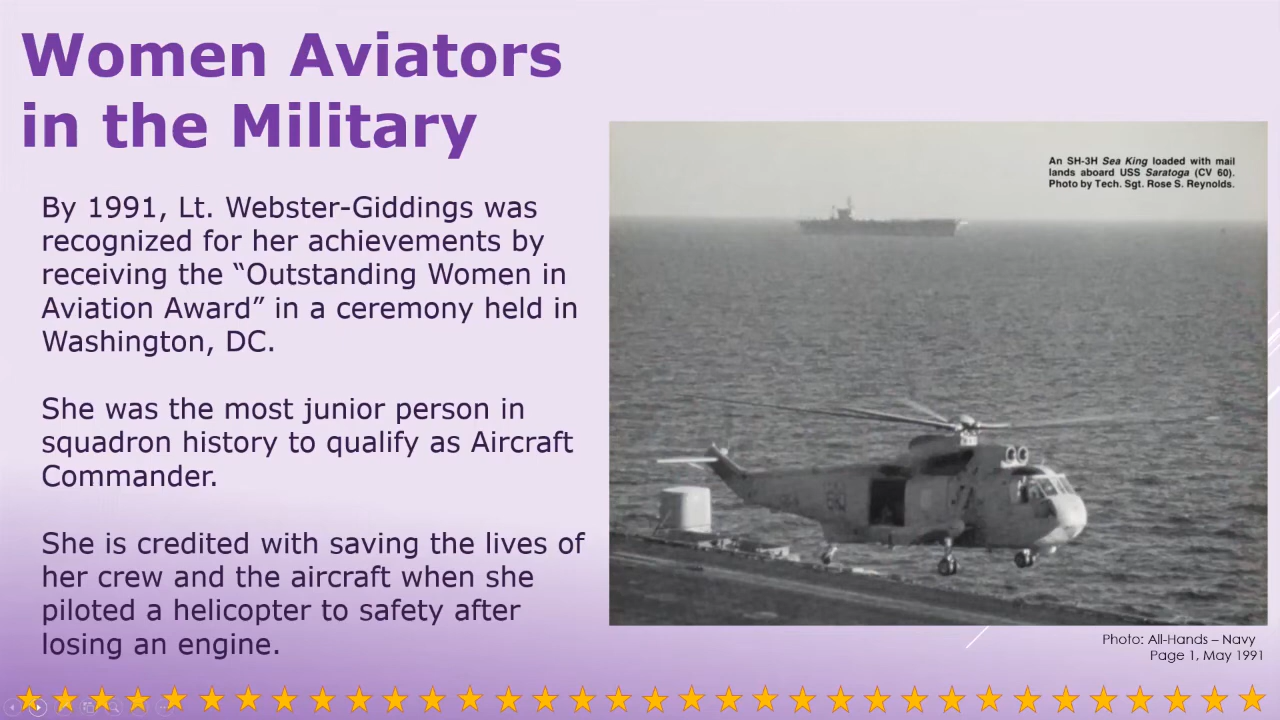 Women Aviators
in the Military
By 1991, Lt. Webster-Giddings was
recognized for her achievements by
receiving the “Outstanding Women in
Aviation Award” in a ceremony held in
Washington, DC.
She was the most junior person in
squadron history to qualify as Aircraft
Commander.
She is credited with saving the lives of
her crew and the aircraft when she
piloted a helicopter to safety after
losing an engine.
An SH-3H Sea King loaded with mail
lands aboard USS Saratoga (CV 60).
Photo by Tech. Sgt. Rose S. Reynolds.
Photo: All-Hands – Navy
Page 1, May 1991